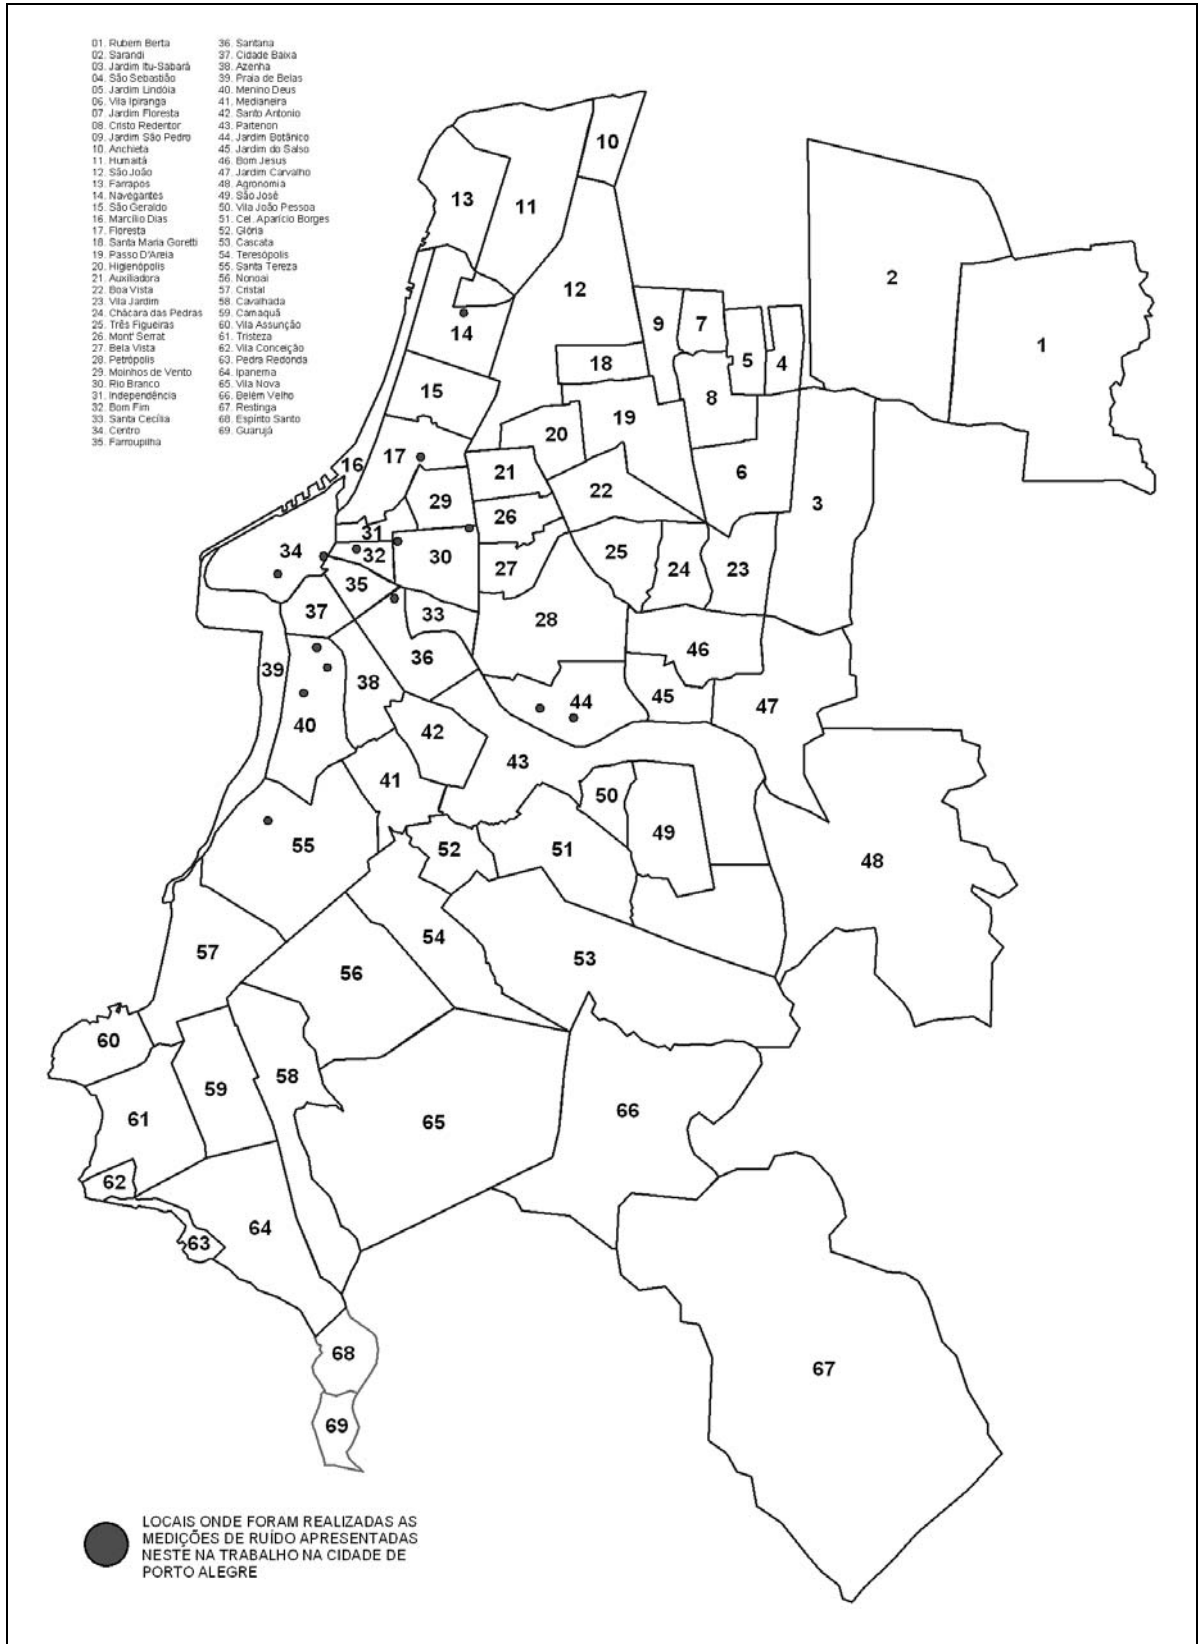 01. Rubem Berta
02. Sarandi
03. Jardim Itu-Sabará
04. São Sebastião
05. Jardim Lindóia
06. Vila Ipiranga
07. Jardim Floresta
08. Cristo Redentor
09. Jardim São Pedro
10. Anchieta
11. Humaitá
12. São João
13. Farrapos
14. Navegantes
15. São Geraldo
16. Marcílio Dias
17. Floresta
18. Santa Maria Goretti
19. Passo D'Areia
20. Higienópolis
21. Auxiliadora
22. Boa Vista
23. Vila Jardim
24. Chácara das Pedras
25. Três Figueiras
26. Mont' Serrat
27. Bela Vista
28. Petrópolis
29. Moinhos de Vento
30. Rio Branco
31. Independência
32. Bom Fim
33. Santa Cecília
34. Centro
35. Farroupilha
36. Santana
37. Cidade Baixa
38. Azenha
39. Praia de Belas
40. Menino Deus
41. Medianeira
42. Santo Antonio
43. Partenon
44. Jardim Botânico
45. Jardim do Salso
46. Bom Jesus
47. Jardim Carvalho
48. Agronomia
49. São José
50. Vila João Pessoa
51. Cel. Aparício Borges
52. Glória
53. Cascata
54. Teresópolis
55. Santa Tereza
56. Nonoai
57. Cristal
58. Cavalhada
59. Camaquã
60. Vila Assunção
61. Tristeza
62. Vila Conceição
63. Pedra Redonda
64. Ipanema
65. Vila Nova
66. Belém Velho
67. Restinga
68. Espírito Santo
69. Guarujá
10
13
11
2
12
9
7
14
1
5
4
18
15
8
19
20
17
16
21
6
22
29
3
26
31
34
32
30
25
27
24
23
35
37
33
28
36
46
39
38
45
44
47
40
42
43
41
50
49
55
52
51
48
54
57
53
56
60
58
59
66
61
65
62
64
63
68
67
69
LOCAIS ONDE FORAM REALIZADAS AS
MEDIÇÕES DE RUÍDO APRESENTADAS
NESTE NA TRABALHO NA CIDADE DE
PORTO ALEGRE